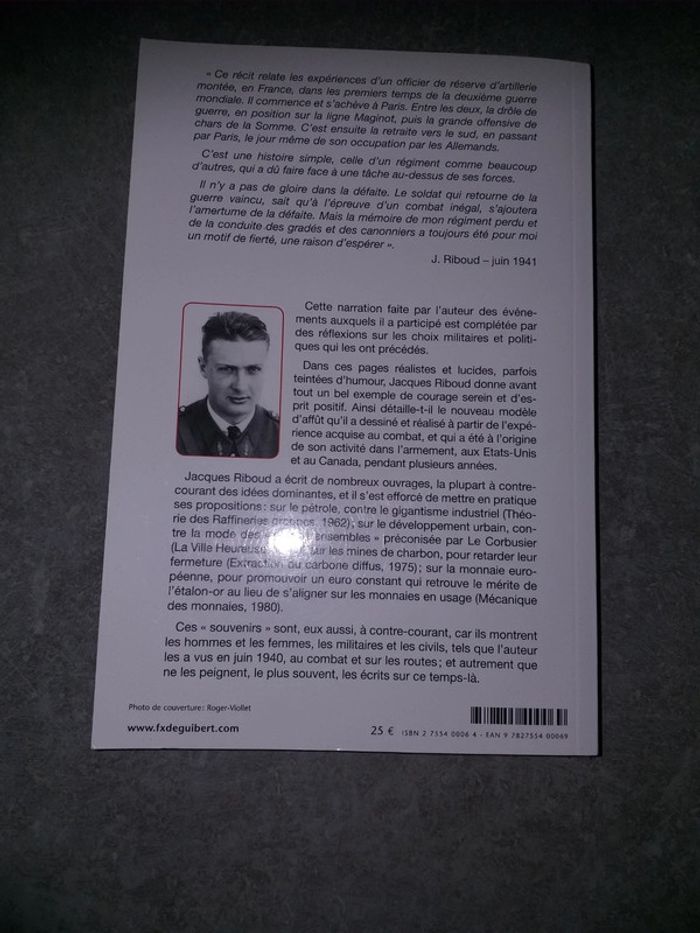 « Ce récit relate les expériences d'un officier de réserve d'artillerie
montée, en France, dans les premiers temps de la deuxième guerre
mondiale. Il commence et s'achève à Paris. Entre les deux, la drôle de
guerre, en position sur la ligne Maginot, puis la grande offensive de
chars de la Somme. C'est ensuite la retraite vers le sud, en passant
par Paris, le jour même de son occupation par les Allemands.
C'est une histoire simple, celle d'un régiment comme beaucoup
d'autres, qui a dû faire face à une tâche au-dessus de ses forces.
Il n'y a pas de gloire dans la défaite. Le soldat qui retourne de la
guerre vaincu, sait qu'à l'épreuve d'un combat inégal, s'ajoutera
l'amertume de la défaite. Mais la mémoire de mon régiment perdu et
de la conduite des gradés et des canonniers a toujours été pour moi
un motif de fierté, une raison d'espérer ».
J. Riboud – juin 1941
Cette narration faite par l'auteur des événe-
ments auxquels il a participé est complétée par
des réflexions sur les choix militaires et politi-
ques qui les ont précédés.
Dans ces pages réalistes et lucides, parfois
teintées d'humour, Jacques Riboud donne avant
tout un bel exemple de courage serein et d'es-
prit positif. Ainsi détaille-t-il le nouveau modèle
d'affût qu'il a dessiné et réalisé à partir de l'expé-
rience acquise au combat, et qui a été à l'origine
de son activité dans l'armement, aux Etats-Unis
et au Canada, pendant plusieurs années.
Jacques Riboud a écrit de nombreux ouvrages, la plupart à contre-
courant des idées dominantes, et il s'est efforcé de mettre en pratique
ses propositions : sur le pétrole, contre le gigantisme industriel (Théo-
rie des Raffineries 1962) ; sur le développement urbain, con-
tre la mode des ensembles » préconisée par Le Corbusier
(La Ville Heureuse sur les mines de charbon, pour retarder leur
fermeture (Extraction du carbone diffus, 1975) ; sur la monnaie euro-
péenne, pour promouvoir un euro constant qui retrouve le mérite de
l'étalon-or au lieu de s'aligner sur les monnaies en usage (Mécanique
des monnaies, 1980).
Ces « souvenirs » sont, eux aussi, à contre-courant, car ils montrent
les hommes et les femmes, les militaires et les civils, tels que l'auteur
les a vus en juin 1940, au combat et sur les routes ; et autrement que
ne les peignent, le plus souvent, les écrits sur ce temps-là.
Photo de couverture : Roger-Viollet
www.fxdeguibert.com
25 € ISBN 2 7554 0006 4 - EAN 9 782755400069